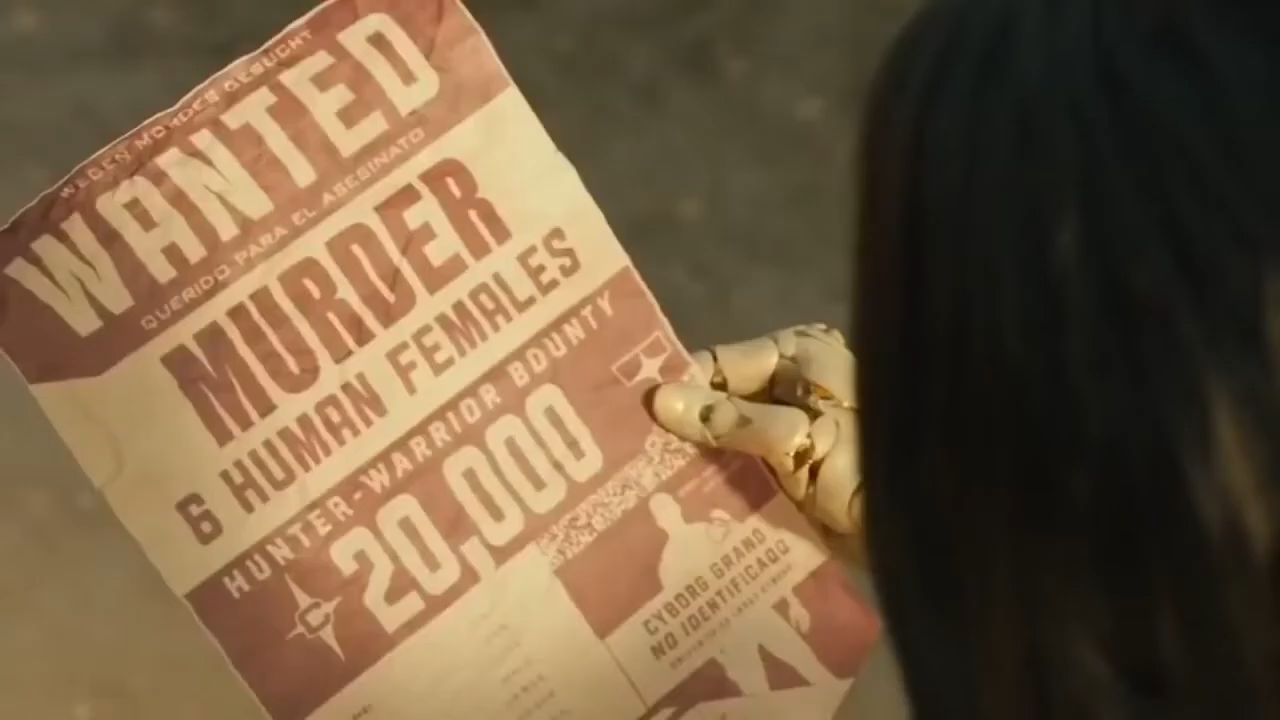 WEGEN MORDES GESUCHT
WANTED
QUERIDO PARA EL ASESINATO
MURDER
6 HUMAN FEMALES
HUNTER-WARRIOR BOUNTY
20,000
C
CYBORG GRAND
NO IDENTIFICADO